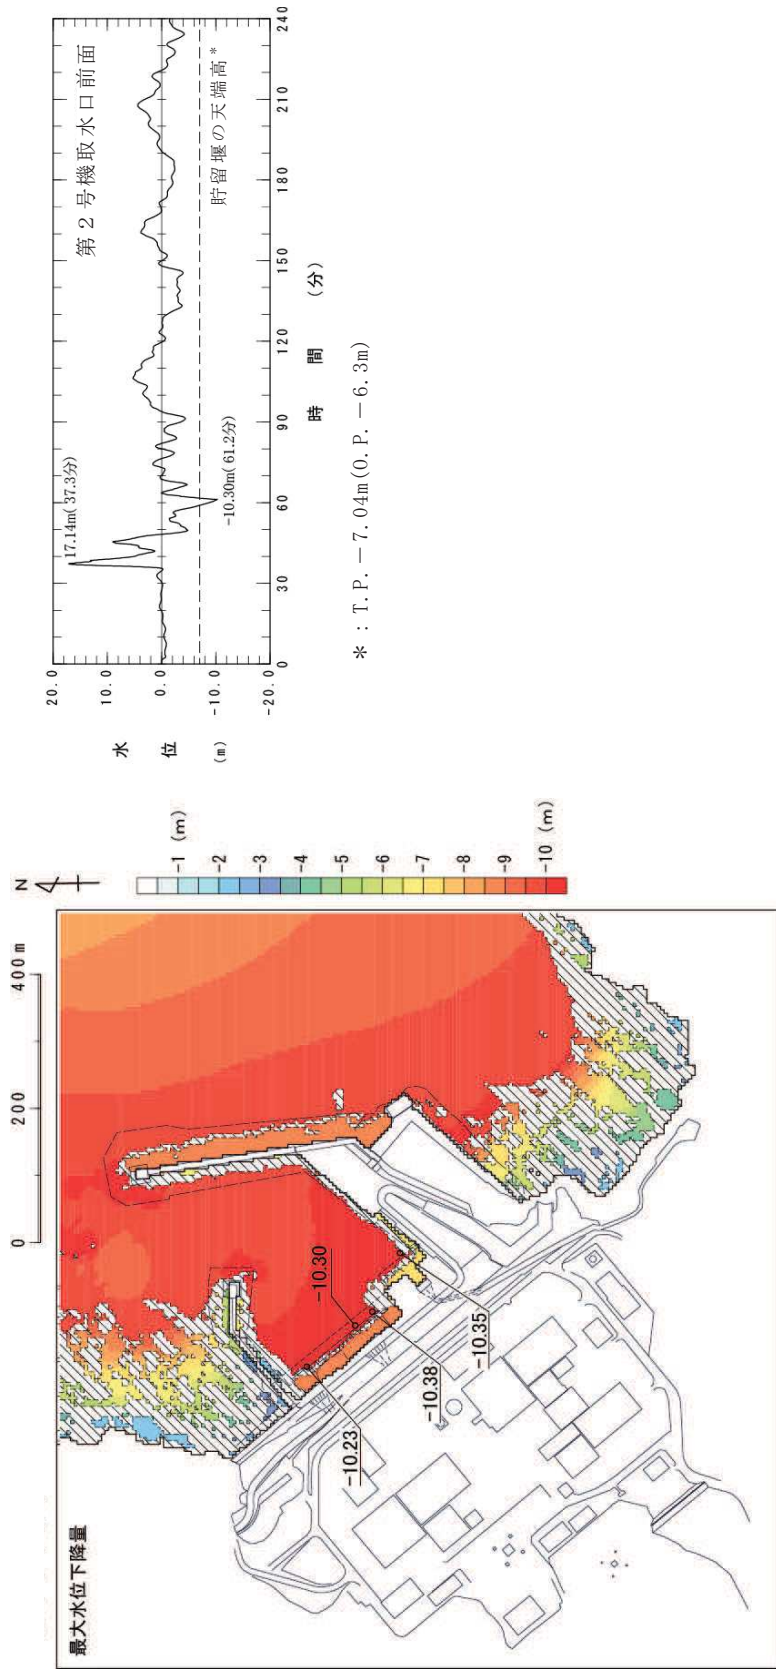 最大水位下降量
0 200 400m
N
-1 (m)
-2
-3
-4
-5
-6
-7
-8
-9
-10 (m)
-10.23
-10.30
-10.38
-10.35
第2号機取水口前面
水位 (m)
20.0
10.0
0.0
-10.0
-20.0
17.14m( 37.3分)
-10.30m( 61.2分)
貯留堰の天端高*
0 30 60 90 120 150 180 210 240
時間 (分)
*:T.P.-7.04m(O.P.-6.3m)